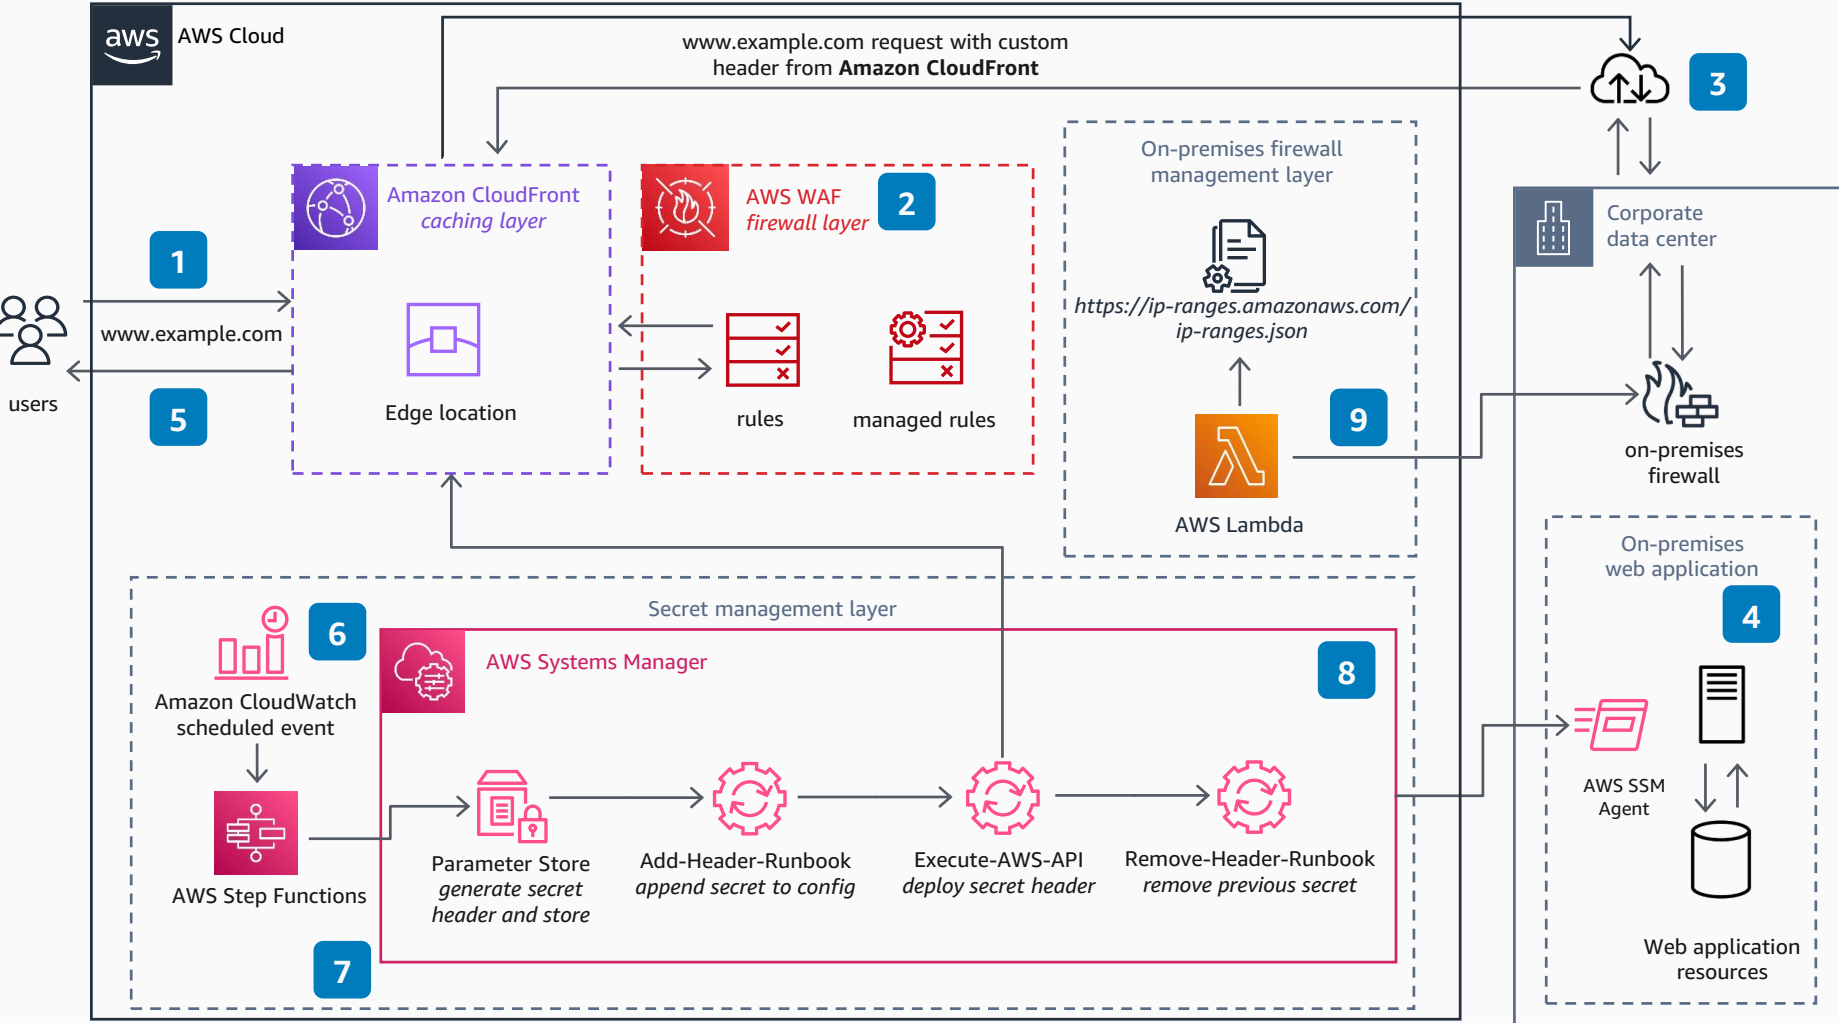 aws
AWS Cloud
www.example.com request with custom
header from Amazon CloudFront
3
Amazon CloudFront
caching layer
AWS WAF
firewall layer
2
On-premises firewall
management layer
Corporate
data center
1
www.example.com
users
5
Edge location
rules
managed rules
https://ip-ranges.amazonaws.com/
ip-ranges.json
9
AWS Lambda
on-premises
firewall
On-premises
web application
4
Secret management layer
6
AWS Systems Manager
8
Amazon CloudWatch
scheduled event
AWS Step Functions
Parameter Store
generate secret
header and store
Add-Header-Runbook
append secret to config
Execute-AWS-API
deploy secret header
Remove-Header-Runbook
remove previous secret
AWS SSM
Agent
7
Web application
resources